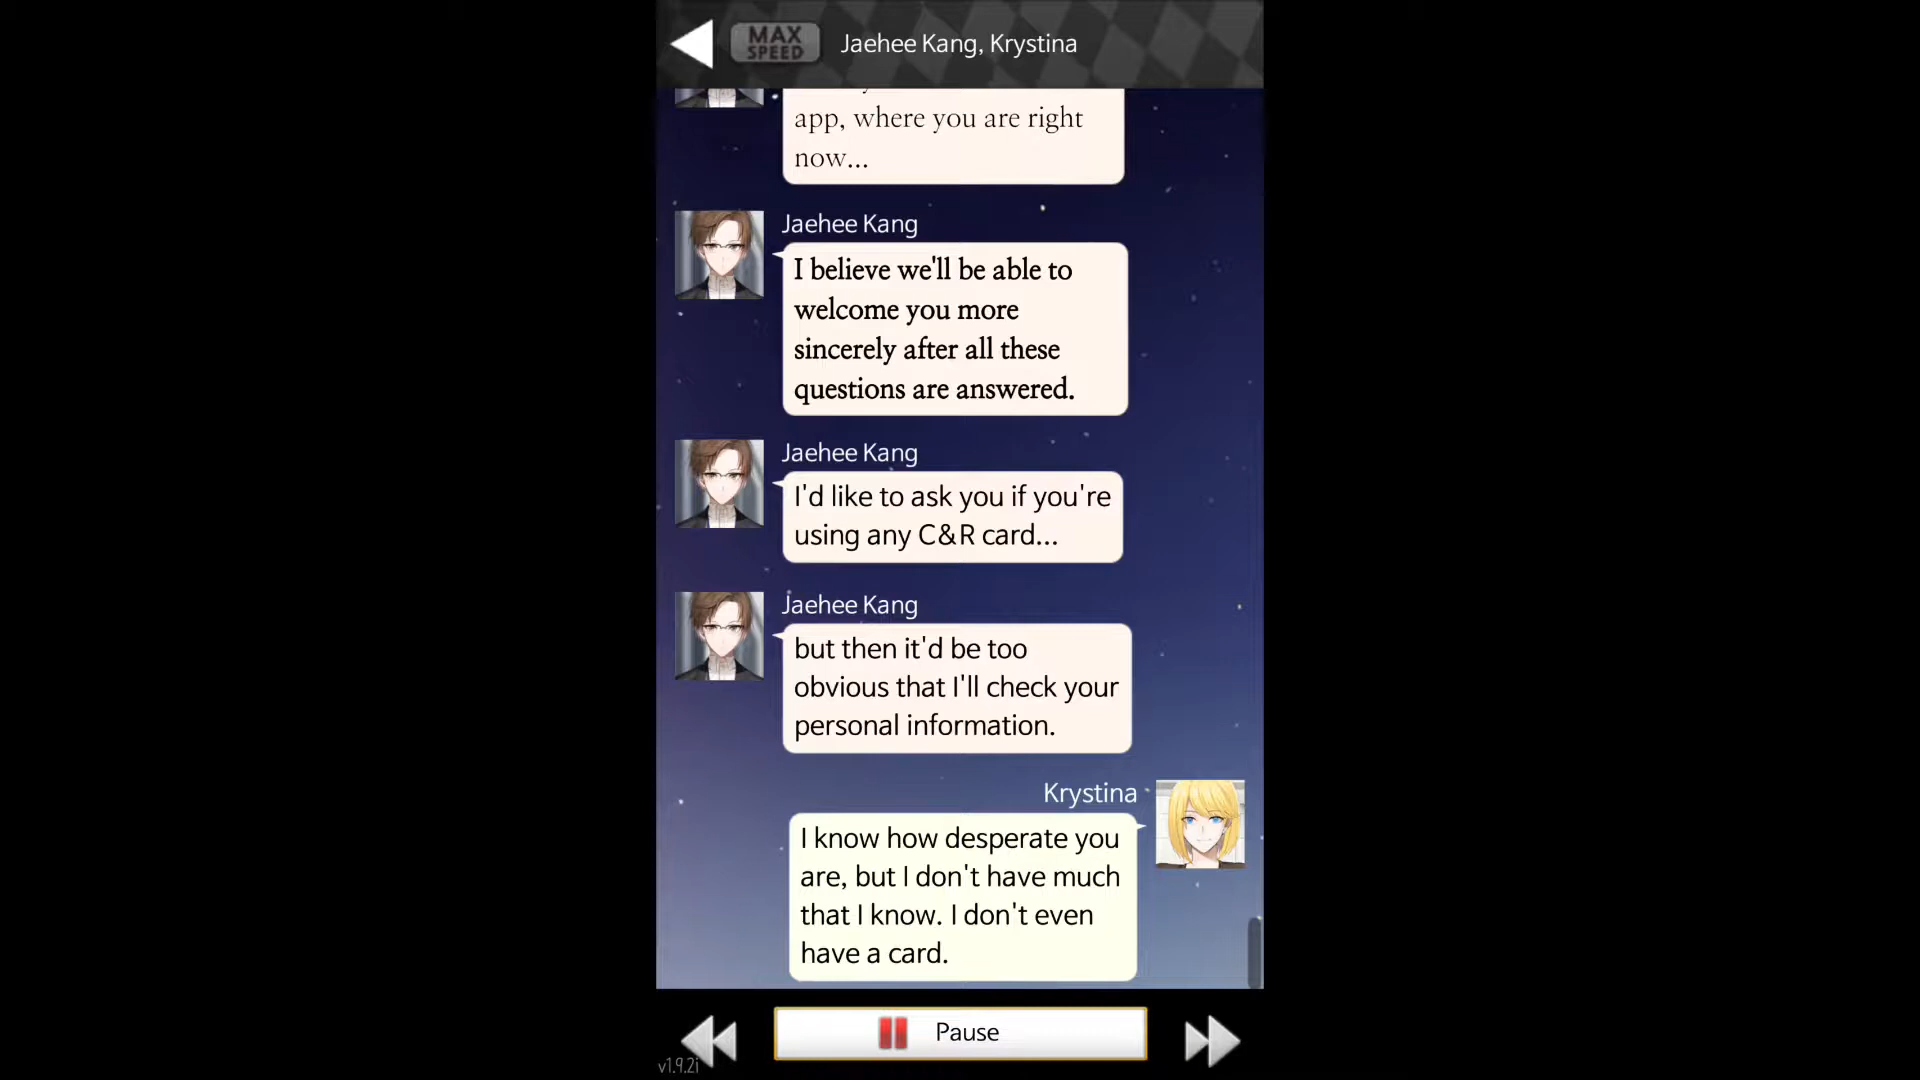 MAX
SPEED
Jaehee Kang, Krystina
app, where you are right
now...
Jaehee Kang
I believe we'll be able to
welcome you more
sincerely after all these
questions are answered.
Jaehee Kang
I'd like to ask you if you're
using any C&R card...
Jaehee Kang
but then it'd be too
obvious that I'll check your
personal information.
Krystina
I know how desperate you
are, but I don't have much
that I know. I don't even
have a card.
Pause
v1.9.2i